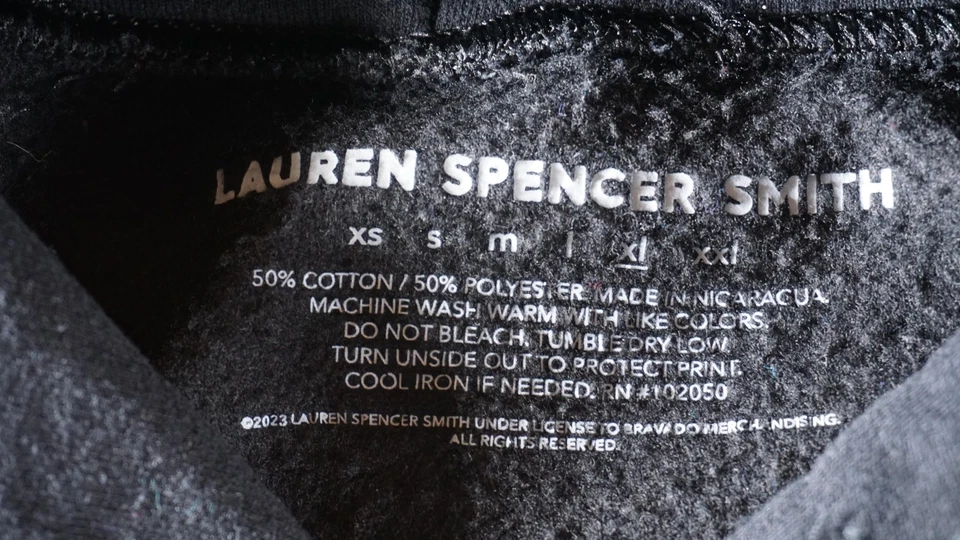 LAUREN SPENCER SMITH
xs s m l xl xxl
50% COTTON / 50% POLYESTER. MADE IN NICARAGUA.
MACHINE WASH WARM WITH LIKE COLORS.
DO NOT BLEACH. TUMBLE DRY LOW.
TURN UNSIDE OUT TO PROTECT PRINT.
COOL IRON IF NEEDED. RN #102050
©2023 LAUREN SPENCER SMITH UNDER LICENSE TO BRAVADO MERCHANDISING.
ALL RIGHTS RESERVED.